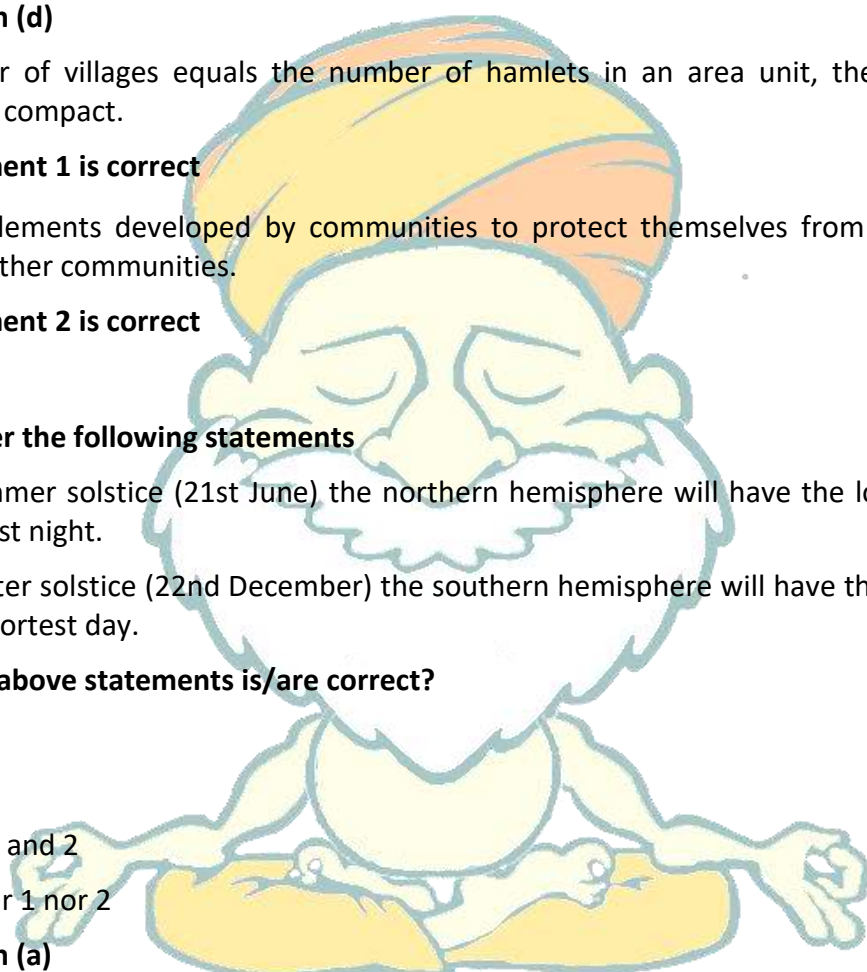 n (d)
r of villages equals the number of hamlets in an area unit, the
compact.
ent 1 is correct
lements developed by communities to protect themselves from
ther communities.
ent 2 is correct
er the following statements
mer solstice (21st June) the northern hemisphere will have the lo
st night.
ter solstice (22nd December) the southern hemisphere will have th
ortest day.
above statements is/are correct?
and 2
r 1 nor 2
n (a)